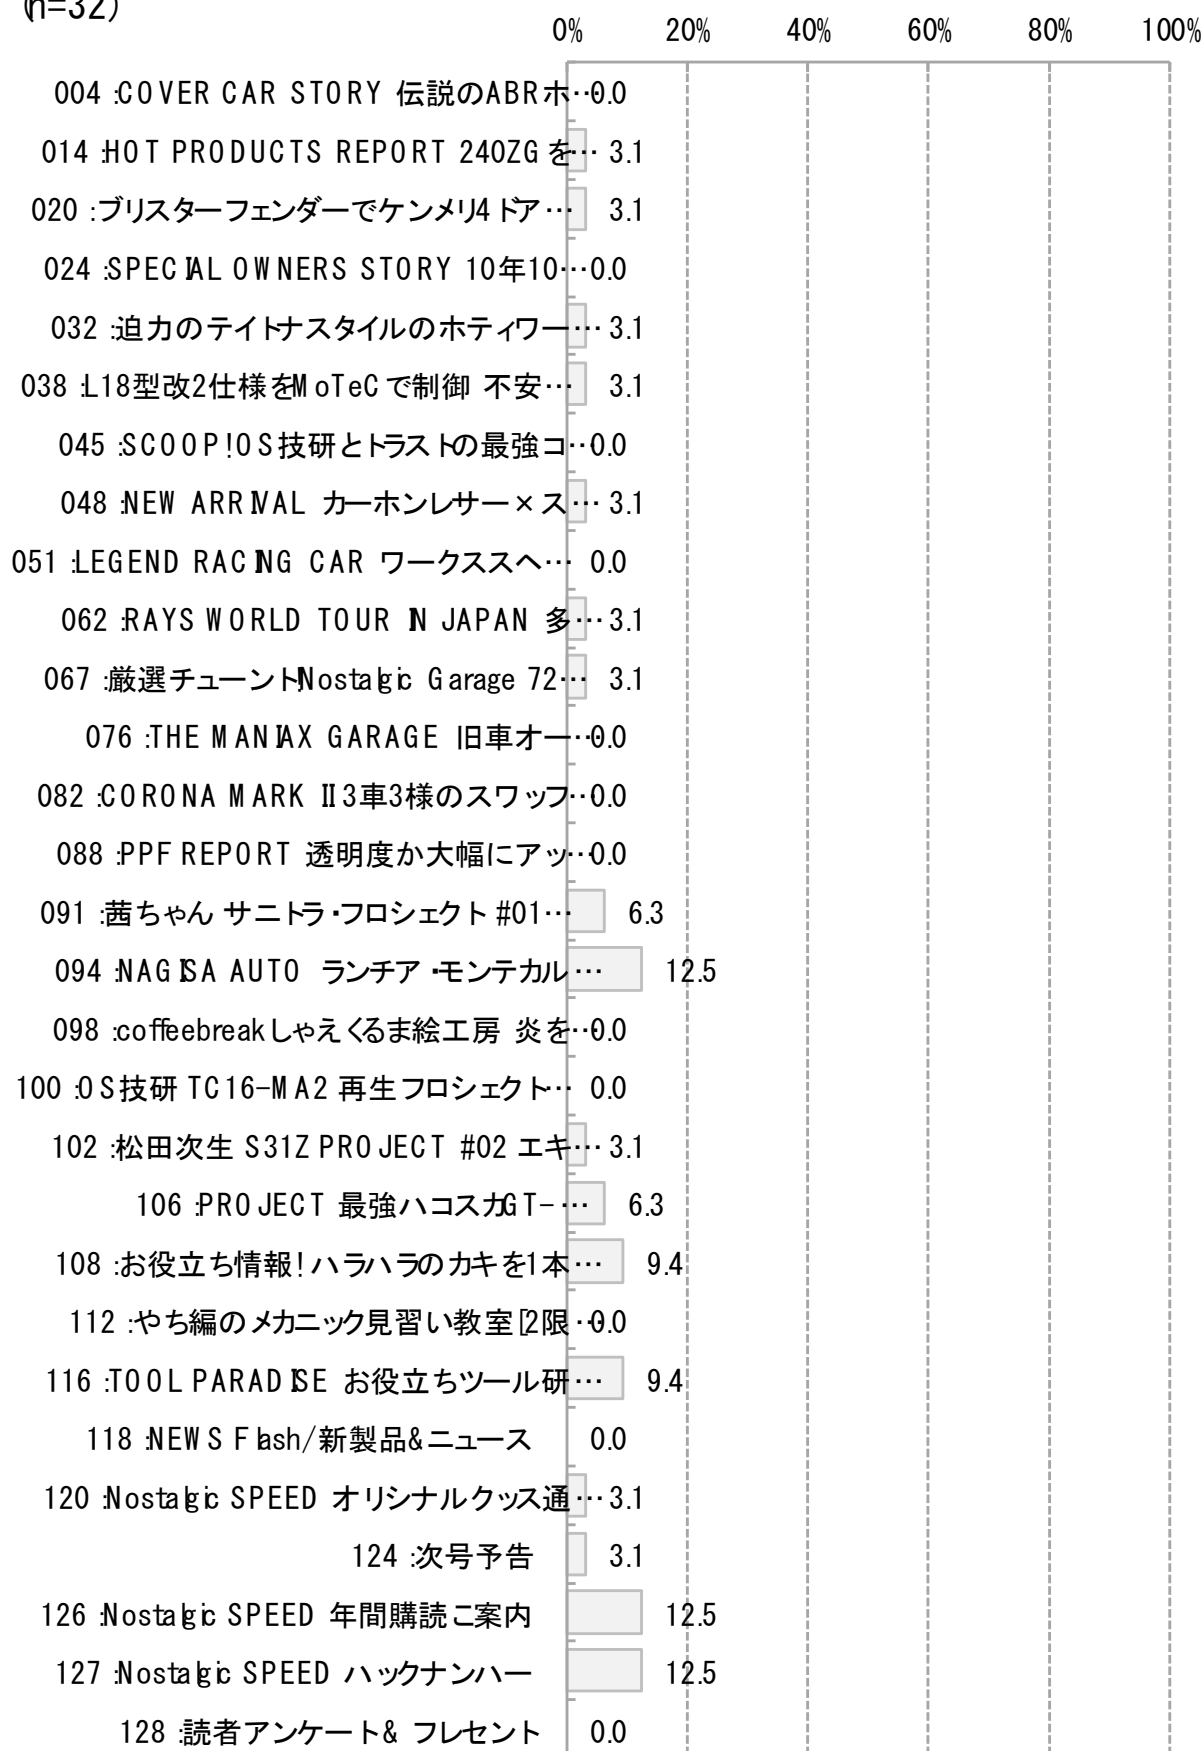 (n=32)
0% 20% 40% 60% 80% 100%
004 :COVER CAR STORY 伝説のABRホ… 0.0
014 :HOT PRODUCTS REPORT 240ZGを… 3.1
020 :ブリスターフェンダーでケンメリ4ドア… 3.1
024 :SPECIAL OWNERS STORY 10年10… 0.0
032 :迫力のテイトナスタイルのホティワー… 3.1
038 :L18型改2仕様をMoTeCで制御 不安… 3.1
045 :SCOOP!OS技研とトラストの最強コ… 0.0
048 :NEW ARRIVAL カーホンレサー×ス… 3.1
051 :LEGEND RACING CAR ワークススヘ… 0.0
062 :RAYS WORLD TOUR IN JAPAN 多… 3.1
067 :厳選チューントNostalgic Garage 72… 3.1
076 :THE MANIAX GARAGE 旧車オー… 0.0
082 :CORONA MARK Ⅱ3車3様のスワッフ… 0.0
088 :PPF REPORT 透明度か大幅にアッ… 0.0
091 :茜ちゃん サニトラ・フロシェクト #01… 6.3
094 :NAGISA AUTO ランチア・モンテカル… 12.5
098 :coffeebreakしゃえくるま絵工房 炎を… 0.0
100 :OS技研 TC16-MA2 再生フロシェクト… 0.0
102 :松田次生 S31Z PROJECT #02 エキ… 3.1
106 :PROJECT 最強ハコスカGT-… 6.3
108 :お役立ち情報!ハラハラのカキを1本… 9.4
112 :やち編のメカニック見習い教室[2限… 0.0
116 :TOOL PARADISE お役立ちツール研… 9.4
118 :NEWS Flash/新製品&ニュース 0.0
120 :Nostalgic SPEED オリシナルクッス通… 3.1
124 :次号予告 3.1
126 :Nostalgic SPEED 年間購読こ案内 12.5
127 :Nostalgic SPEED ハックナンハー 12.5
128 :読者アンケート& フレセント 0.0